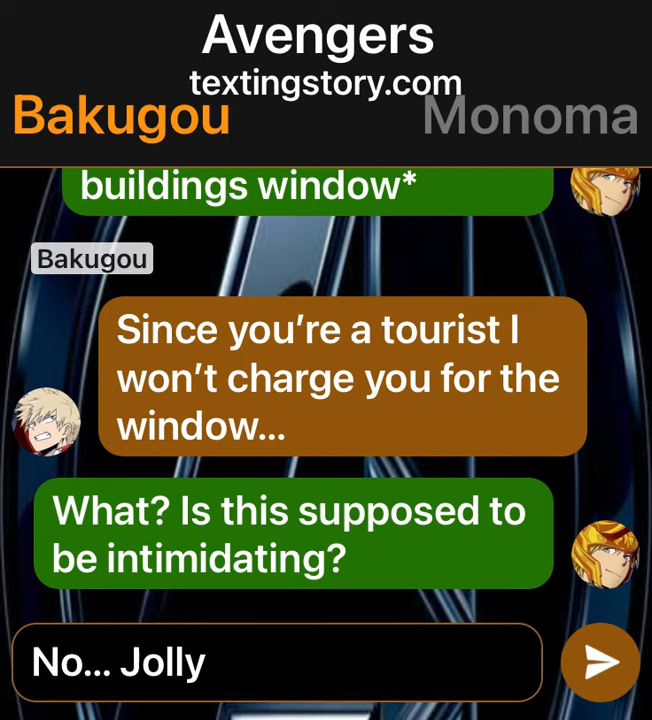 Avengers
textingstory.com
Bakugou Monoma
buildings window*
Bakugou
Since you’re a tourist I
won’t charge you for the
window...
What? Is this supposed to
be intimidating?
No... Jolly